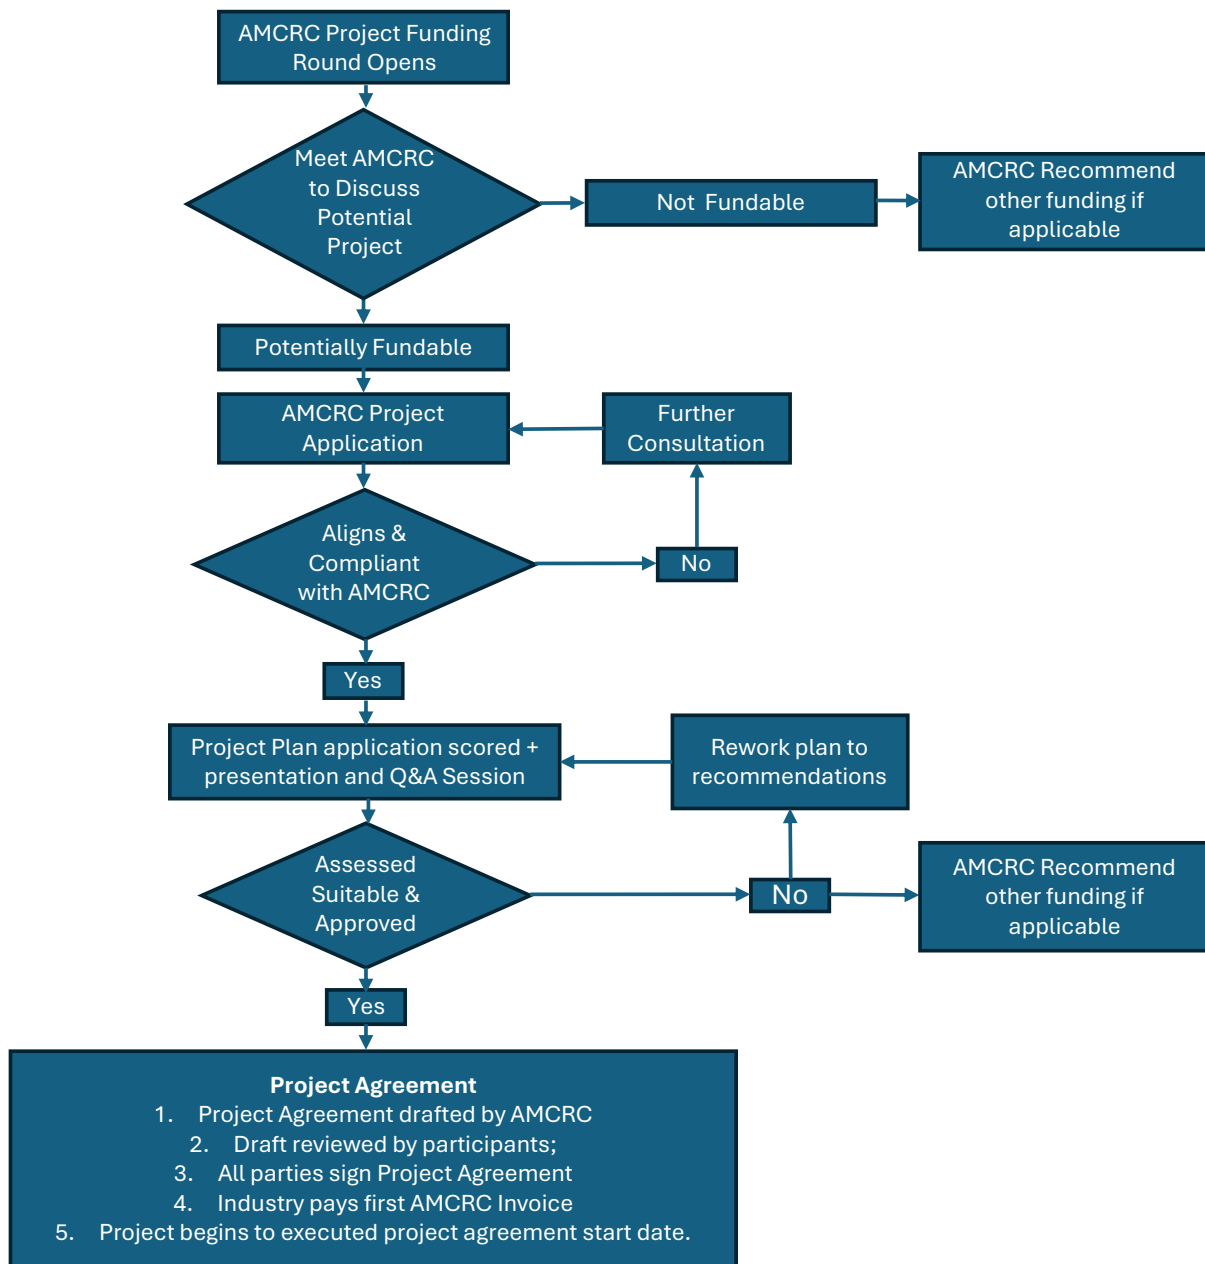 AMCRC Project Funding
Round Opens
Meet AMCRC
to Discuss
Potential
Project
Not Fundable
AMCRC Recommend
other funding if
applicable
Potentially Fundable
AMCRC Project
Application
Further
Consultation
Aligns &
Compliant
with AMCRC
No
Yes
Project Plan application scored +
presentation and Q&A Session
Rework plan to
recommendations
Assessed
Suitable &
Approved
No
AMCRC Recommend
other funding if
applicable
Yes
Project Agreement
1. Project Agreement drafted by AMCRC
2. Draft reviewed by participants;
3. All parties sign Project Agreement
4. Industry pays first AMCRC Invoice
5. Project begins to executed project agreement start date.